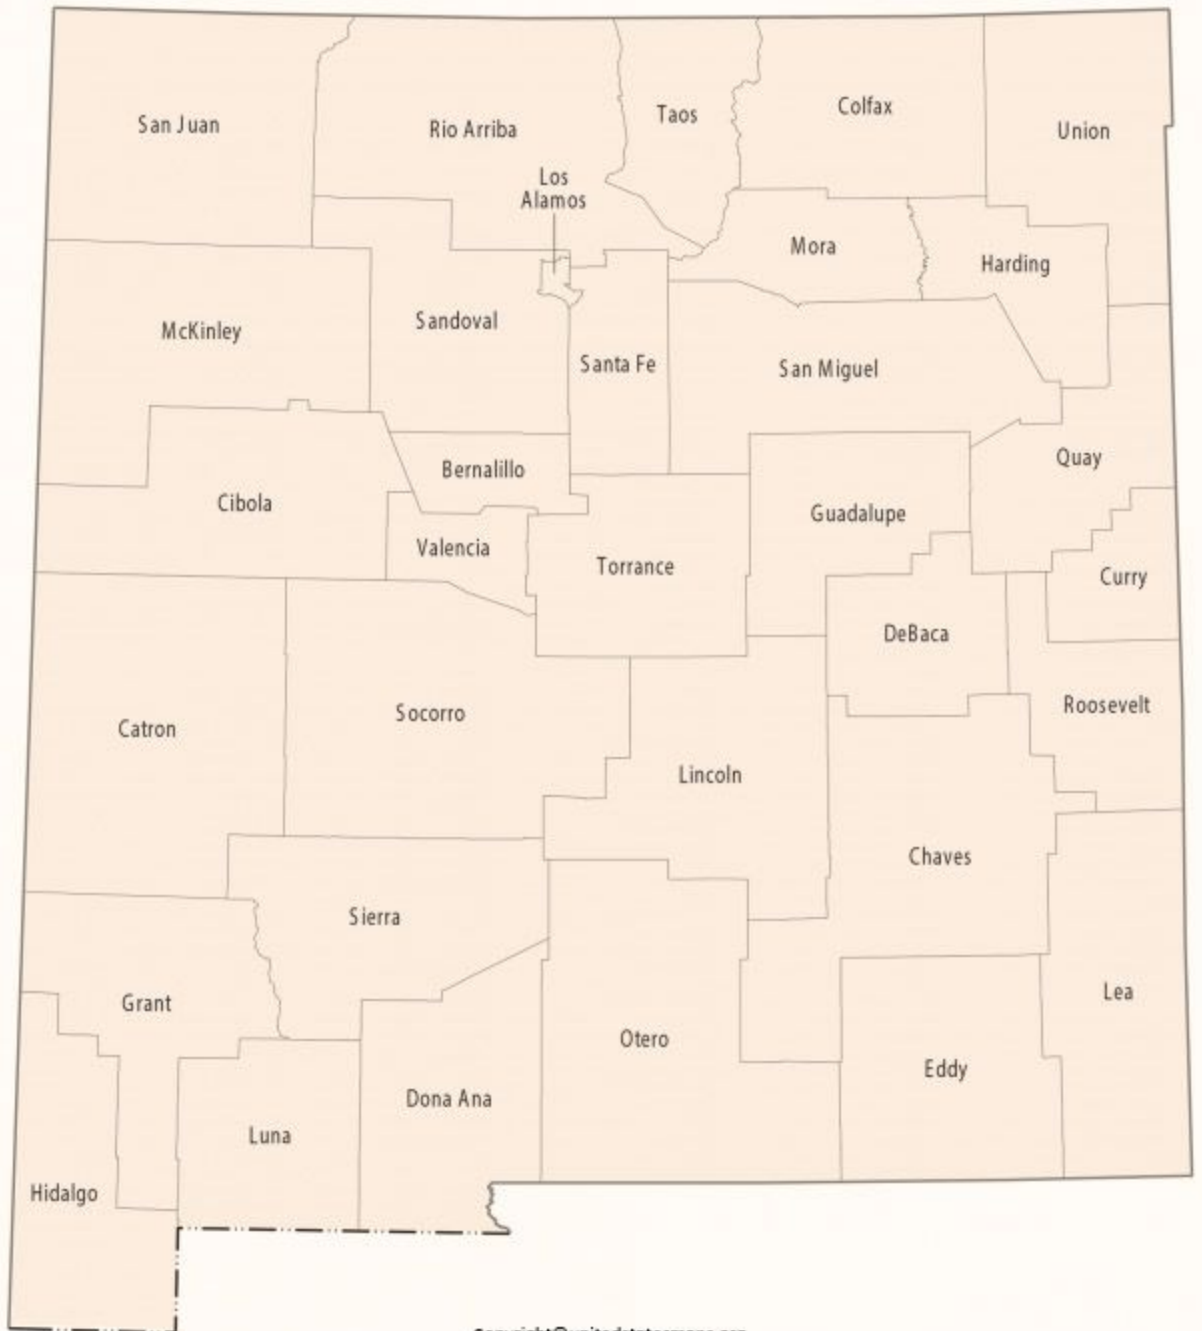 San Juan
Rio Arriba
Taos
Colfax
Union
Los
Alamos
Mora
Harding
McKinley
Sandoval
Santa Fe
San Miguel
Bernalillo
Quay
Cibola
Guadalupe
Valencia
Torrance
Curry
DeBaca
Catron
Socorro
Roosevelt
Lincoln
Chaves
Sierra
Grant
Lea
Otero
Eddy
Dona Ana
Luna
Hidalgo